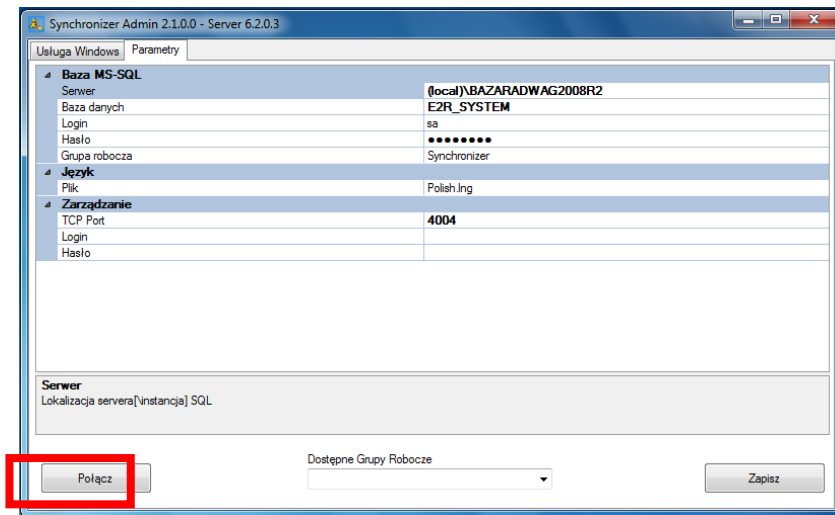 Synchronizer Admin 2.1.0.0 - Server 6.2.0.3
Usługa Windows Parametry
Baza MS-SQL
Serwer (local)\BAZARADWAG2008R2
Baza danych E2R_SYSTEM
Login sa
Hasło ●●●●●●●●
Grupa robocza Synchronizer
Język
Plik Polish.lng
Zarządzanie
TCP Port 4004
Login
Hasło
Serwer
Lokalizacja servera[\instancja] SQL
Dostępne Grupy Robocze
Połącz Zapisz